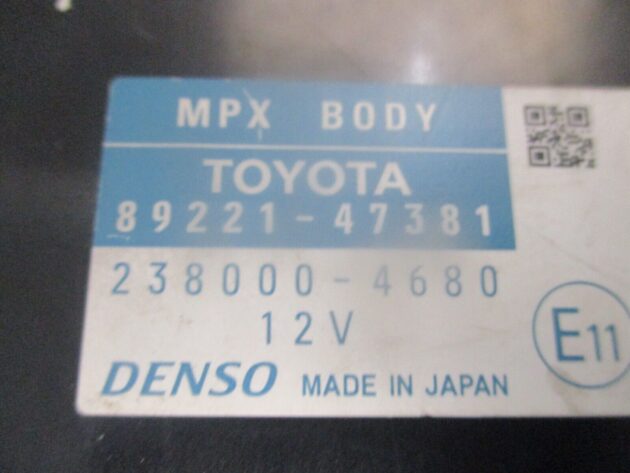 MPX BODY
TOYOTA
89221-47381
238000-4680
12V
DENSO MADE IN JAPAN
E11